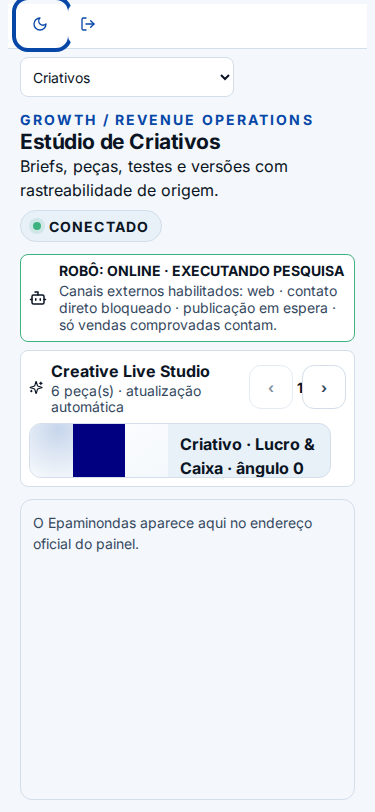 Criativos
GROWTH / REVENUE OPERATIONS
Estúdio de Criativos
Briefs, peças, testes e versões com
rastreabilidade de origem.
CONECTADO
ROBÔ: ONLINE · EXECUTANDO PESQUISA
Canais externos habilitados: web · contato
direto bloqueado · publicação em espera ·
só vendas comprovadas contam.
Creative Live Studio
6 peça(s) · atualização
automática
‹ 1 ›
Criativo · Lucro &
Caixa · ângulo 0
O Epaminondas aparece aqui no endereço
oficial do painel.